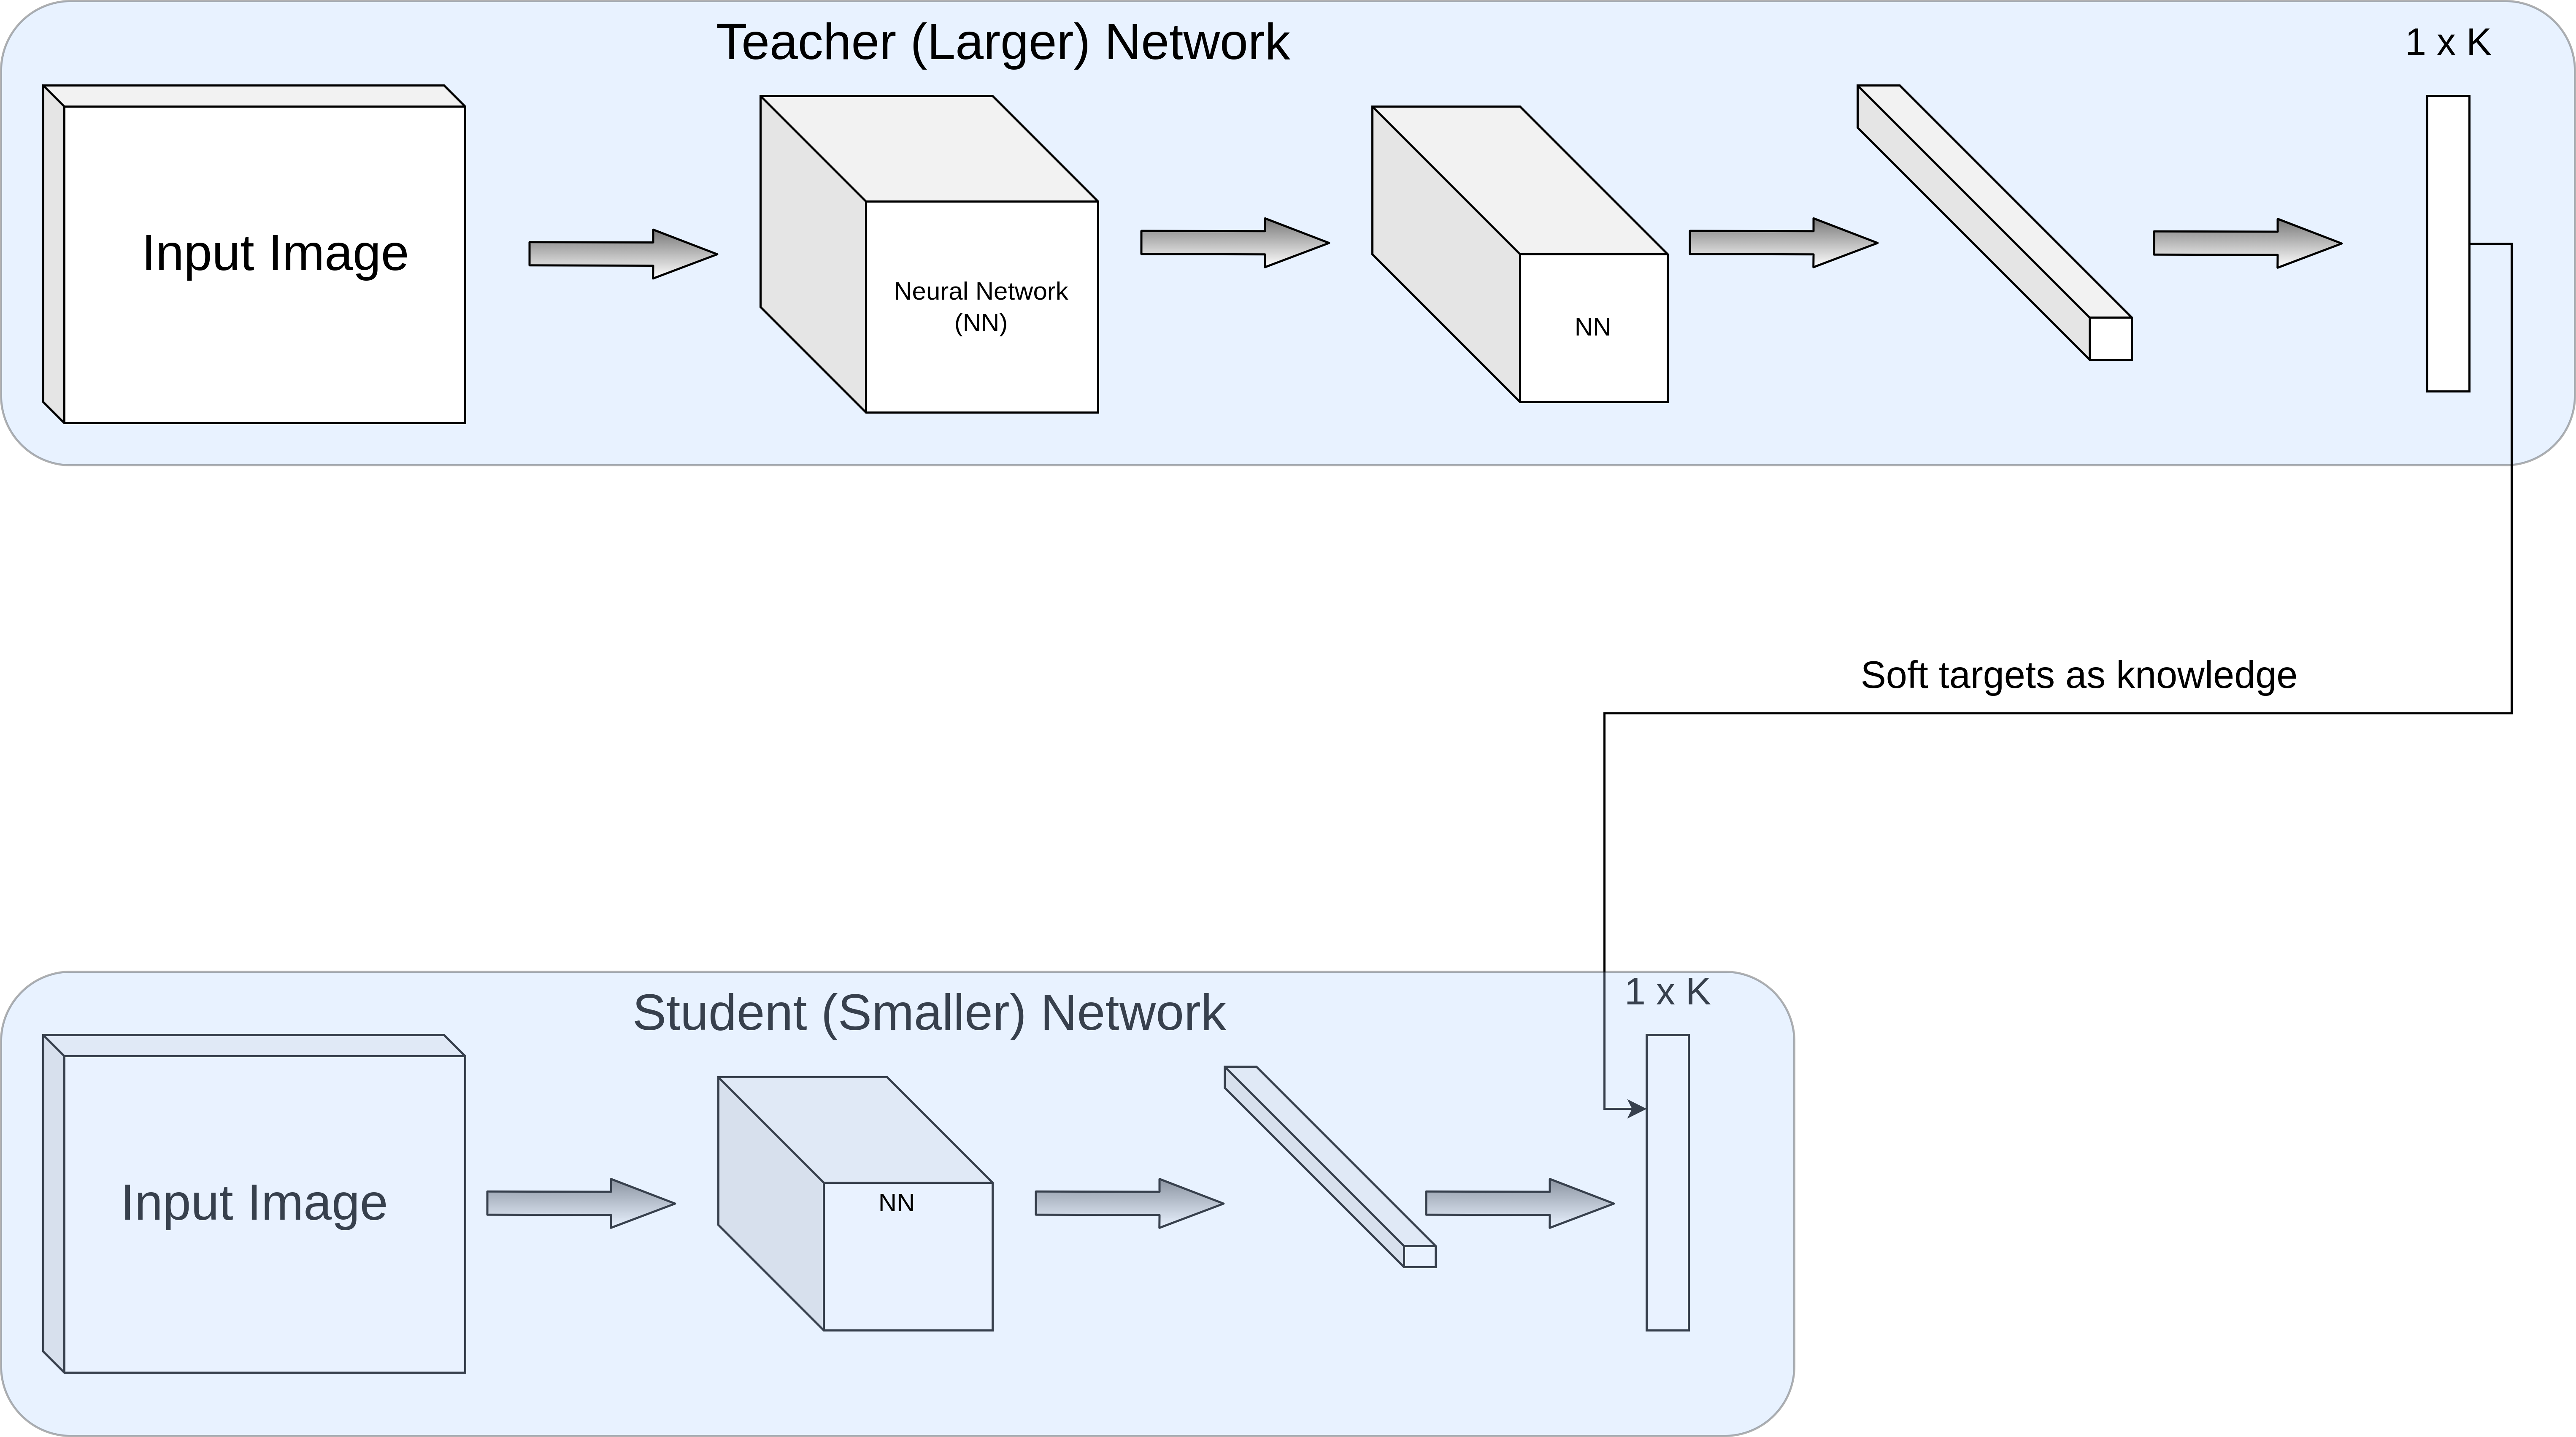 Teacher (Larger) Network
1 x K
Input Image
Neural Network
(NN)
NN
Soft targets as knowledge
Student (Smaller) Network
1 x K
Input Image
NN